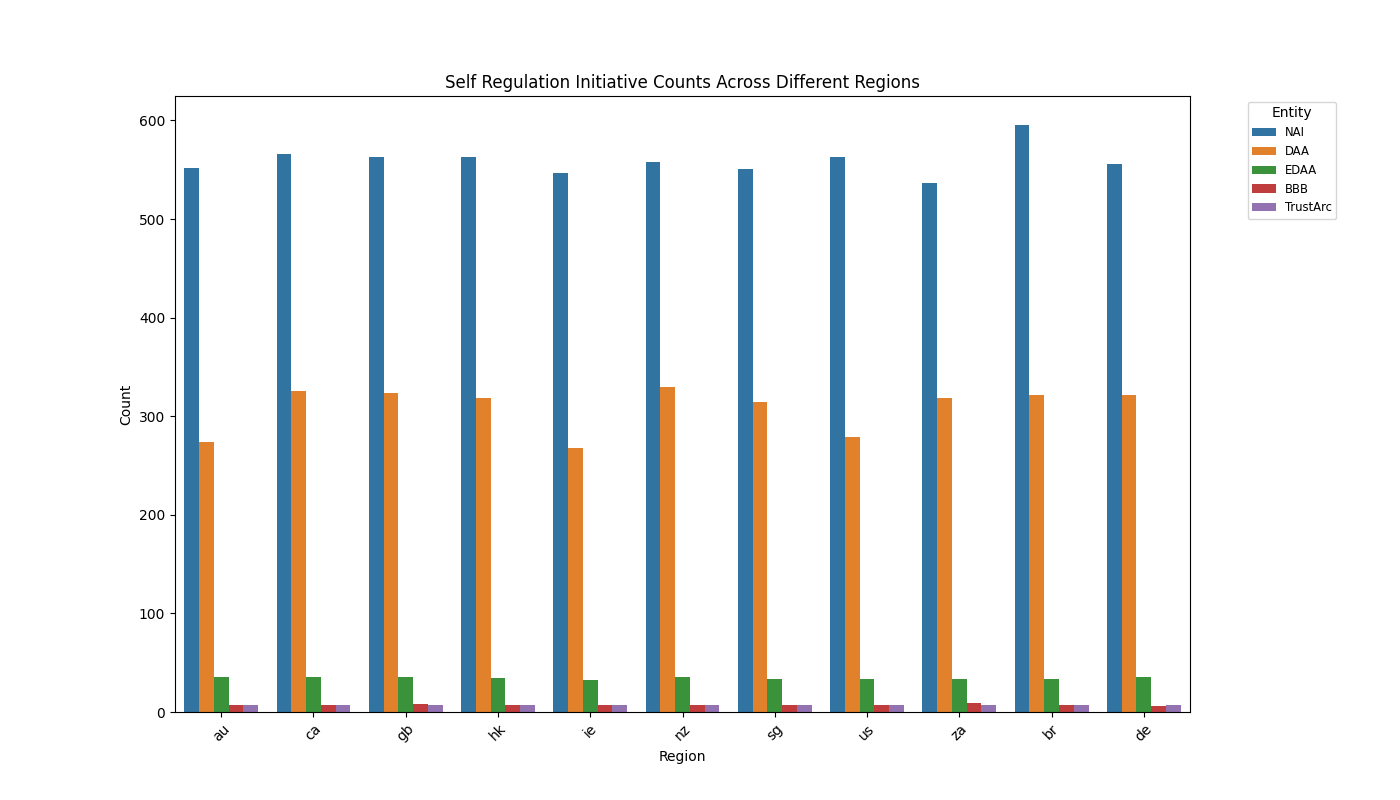 Self Regulation Initiative Counts Across Different Regions
Entity
NAI
DAA
EDAA
BBB
TrustArc
Count
600
500
400
300
200
100
0
au
ca
gb
hk
ie
nz
sg
us
za
br
de
Region